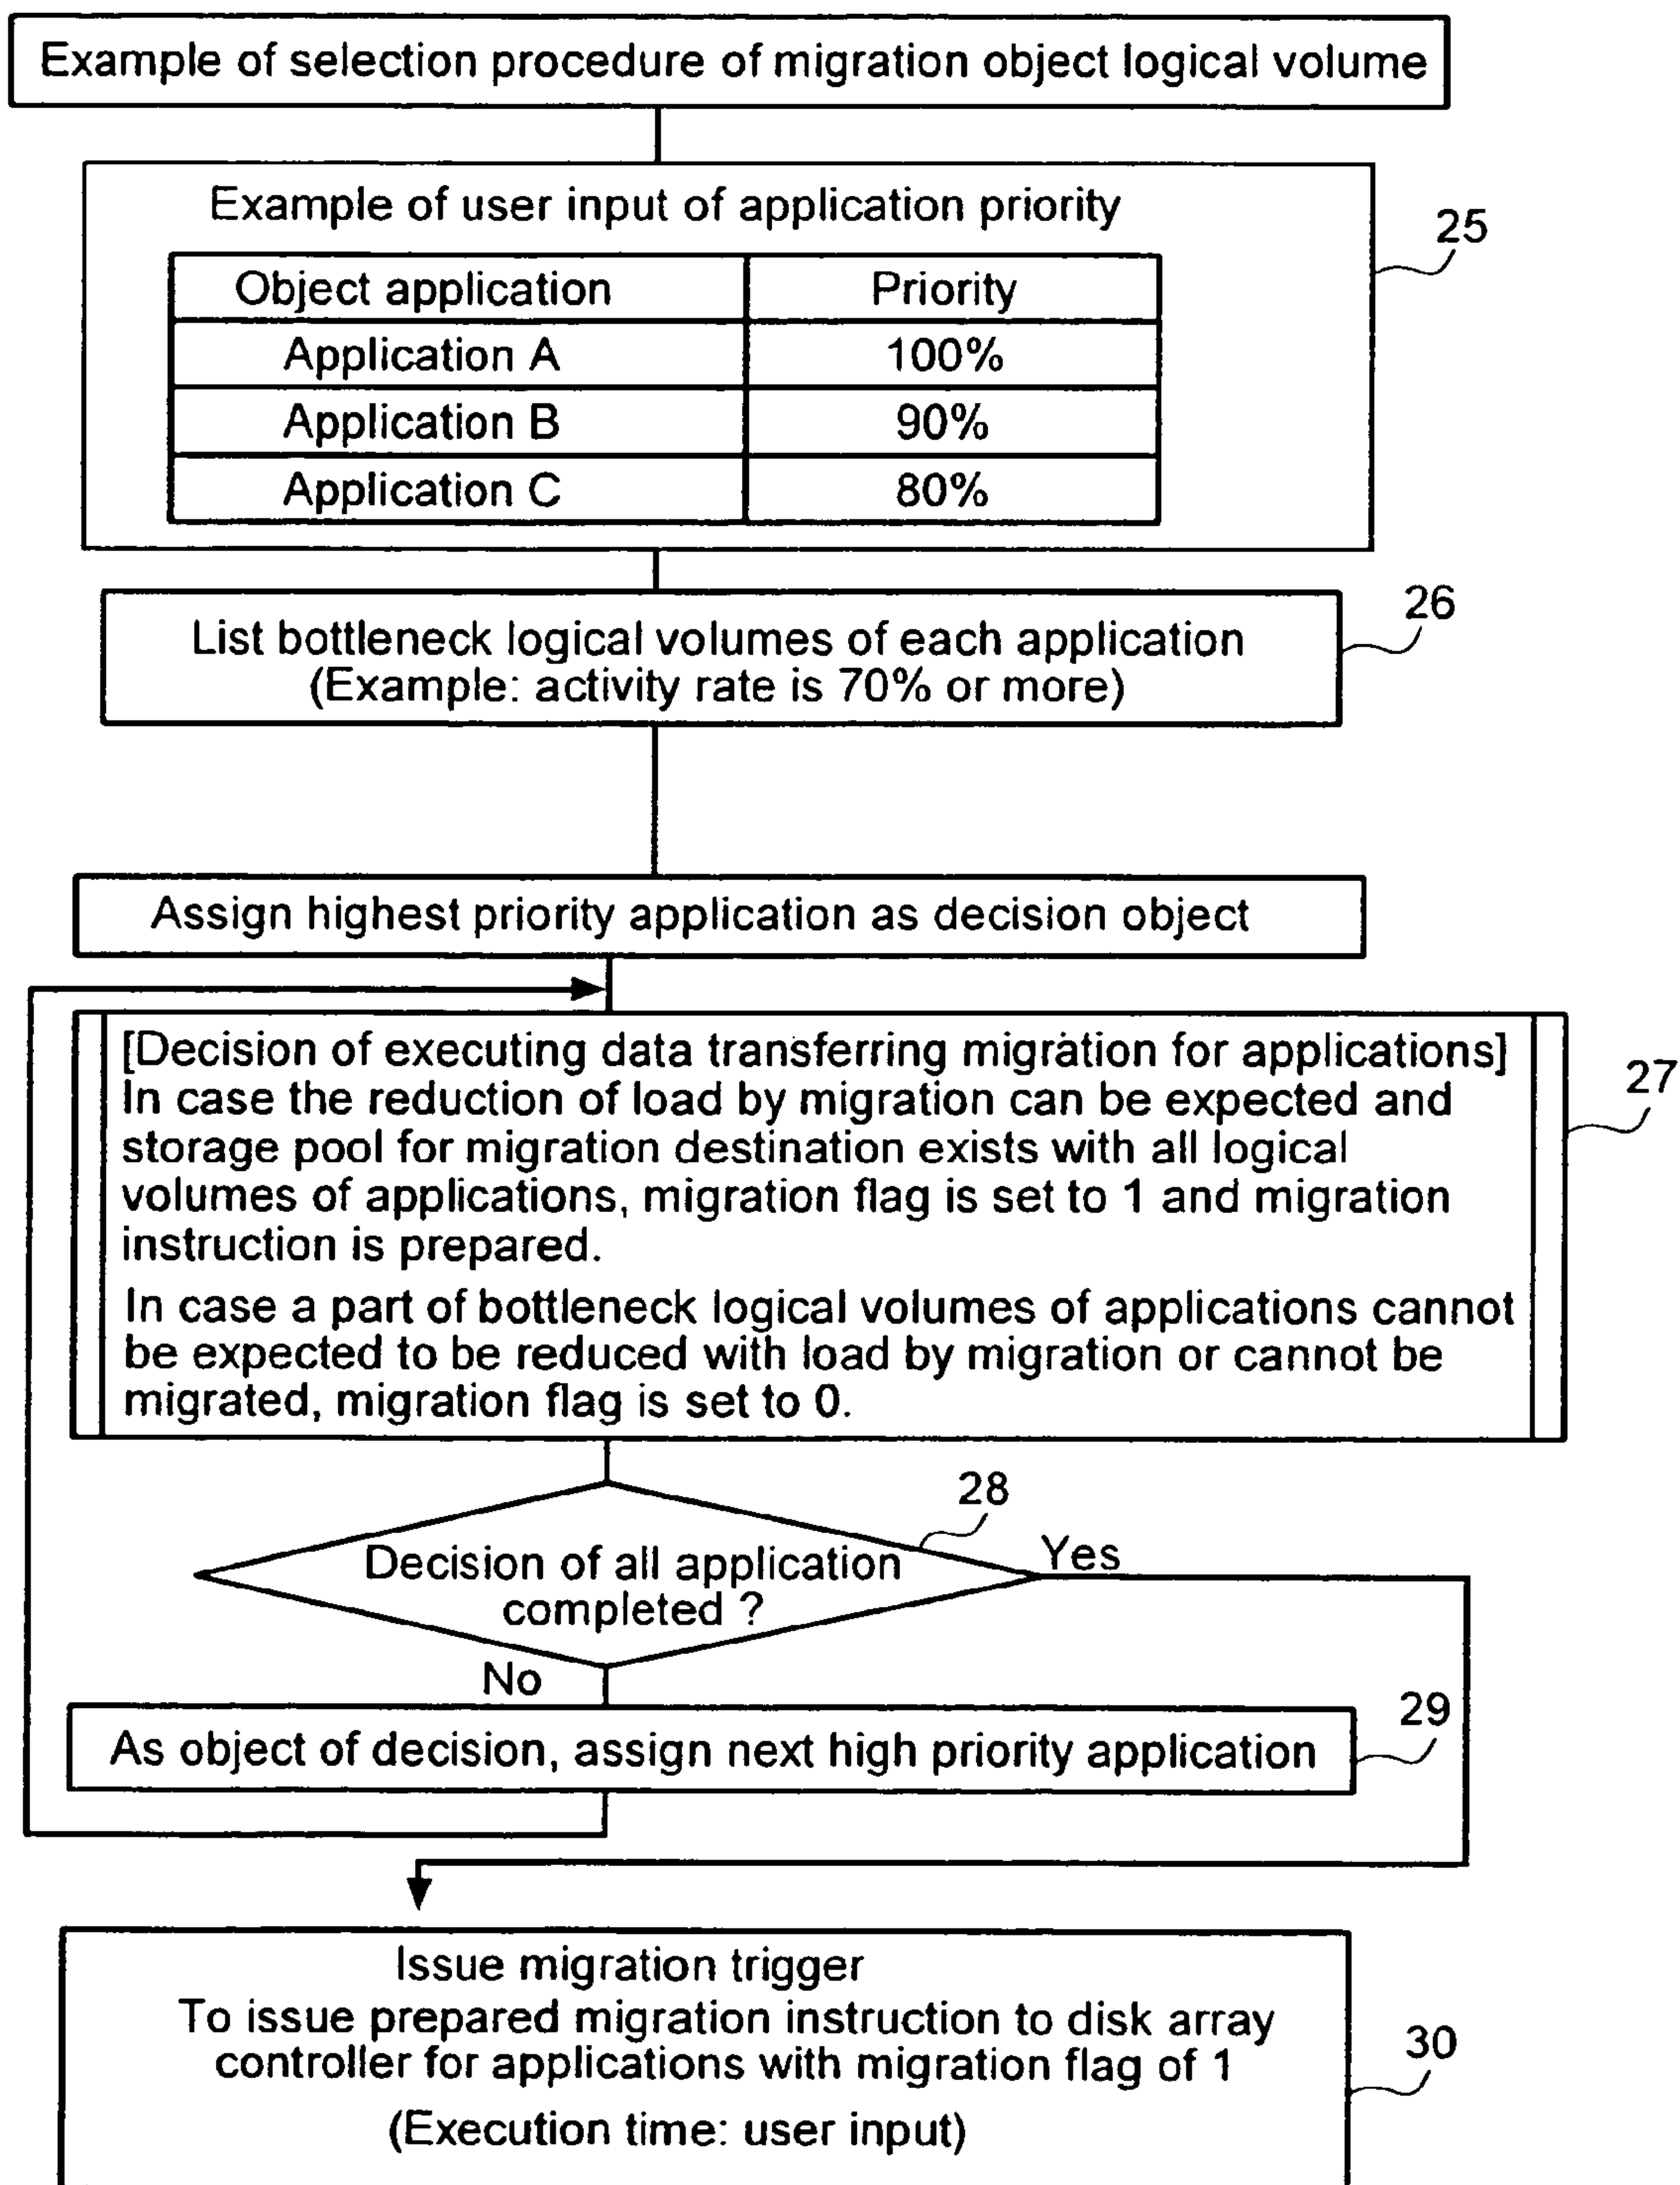 Example of selection procedure of migration object logical volume
Example of user input of application priority
25
Object application Priority
Application A 100%
Application B 90%
Application C 80%
26
List bottleneck logical volumes of each application
(Example: activity rate is 70% or more)
Assign highest priority application as decision object
[Decision of executing data transferring migration for applications]
27
In case the reduction of load by migration can be expected and
storage pool for migration destination exists with all logical
volumes of applications, migration flag is set to 1 and migration
instruction is prepared.
In case a part of bottleneck logical volumes of applications cannot
be expected to be reduced with load by migration or cannot be
migrated, migration flag is set to 0.
28
Decision of all application
completed ?
Yes
No
29
As object of decision, assign next high priority application
Issue migration trigger
To issue prepared migration instruction to disk array
controller for applications with migration flag of 1
30
(Execution time: user input)